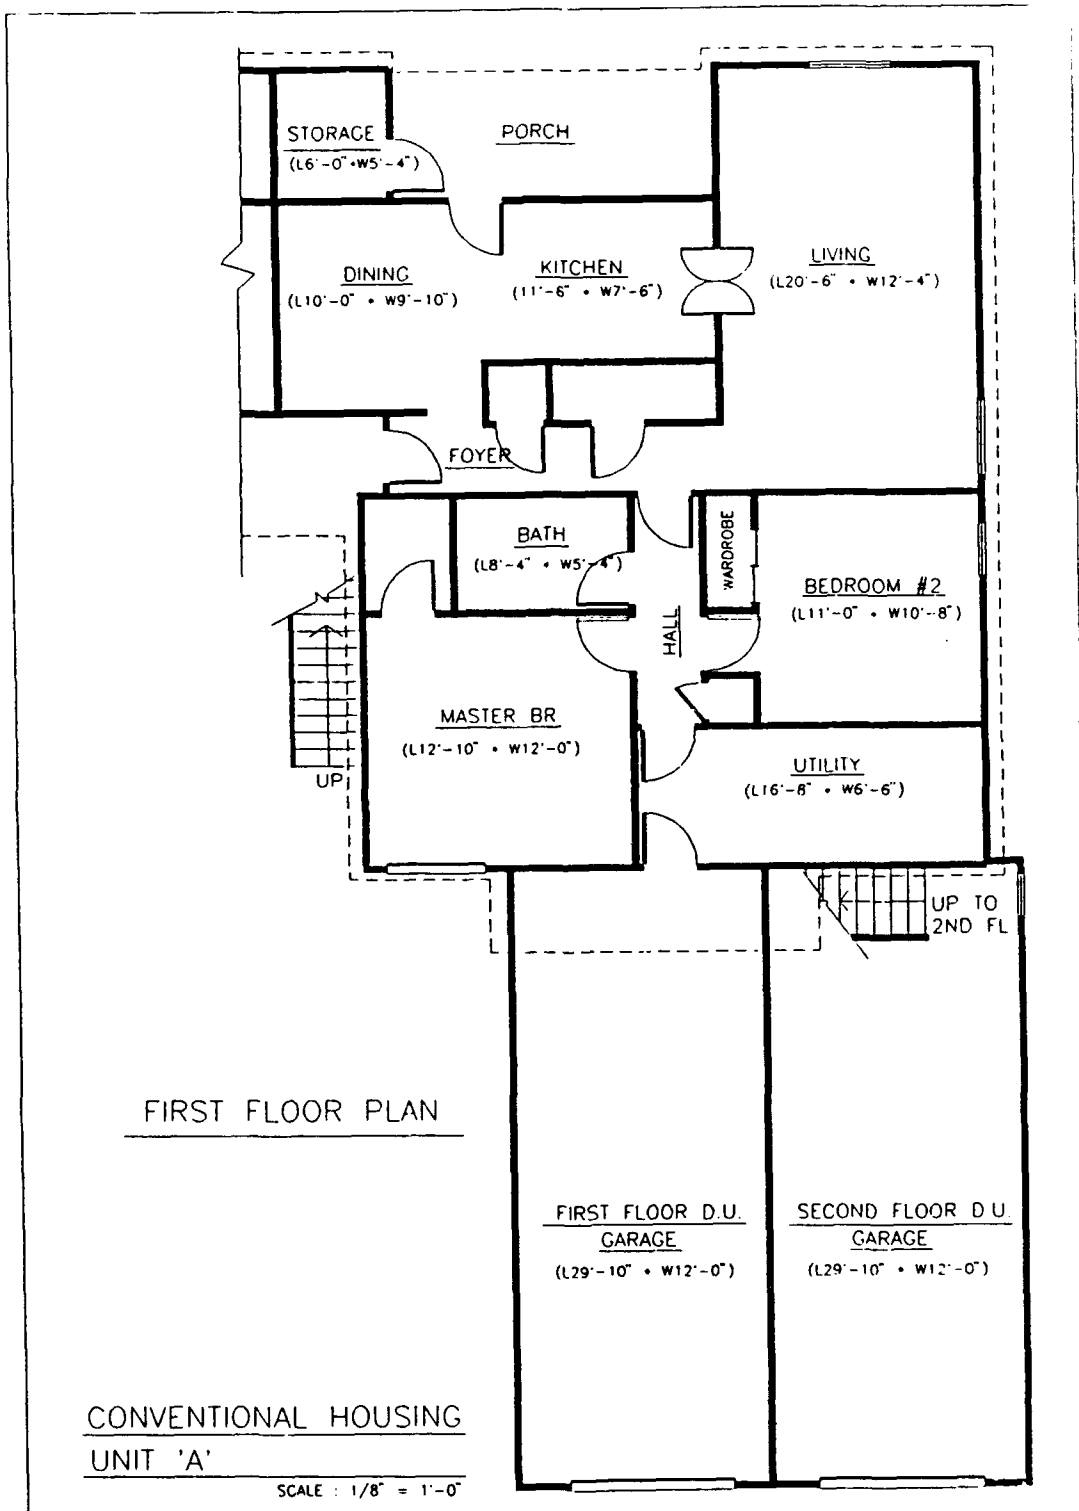 STORAGE
(L6'-0"•W5'-4")
PORCH
DINING
(L10'-0" • W9'-10")
KITCHEN
(11'-6" • W7'-6")
LIVING
(L20'-6" • W12'-4")
FOYER
BATH
(L8'-4" • W5'-4")
WARDROBE
BEDROOM #2
(L11'-0" • W10'-8")
HALL
MASTER BR
(L12'-10" • W12'-0")
UP
UTILITY
(L16'-8" • W6'-6")
UP TO
2ND FL
FIRST FLOOR PLAN
FIRST FLOOR D.U.
GARAGE
(L29'-10" • W12'-0")
SECOND FLOOR D.U.
GARAGE
(L29'-10" • W12'-0")
CONVENTIONAL HOUSING
UNIT 'A'
SCALE : 1/8" = 1'-0"